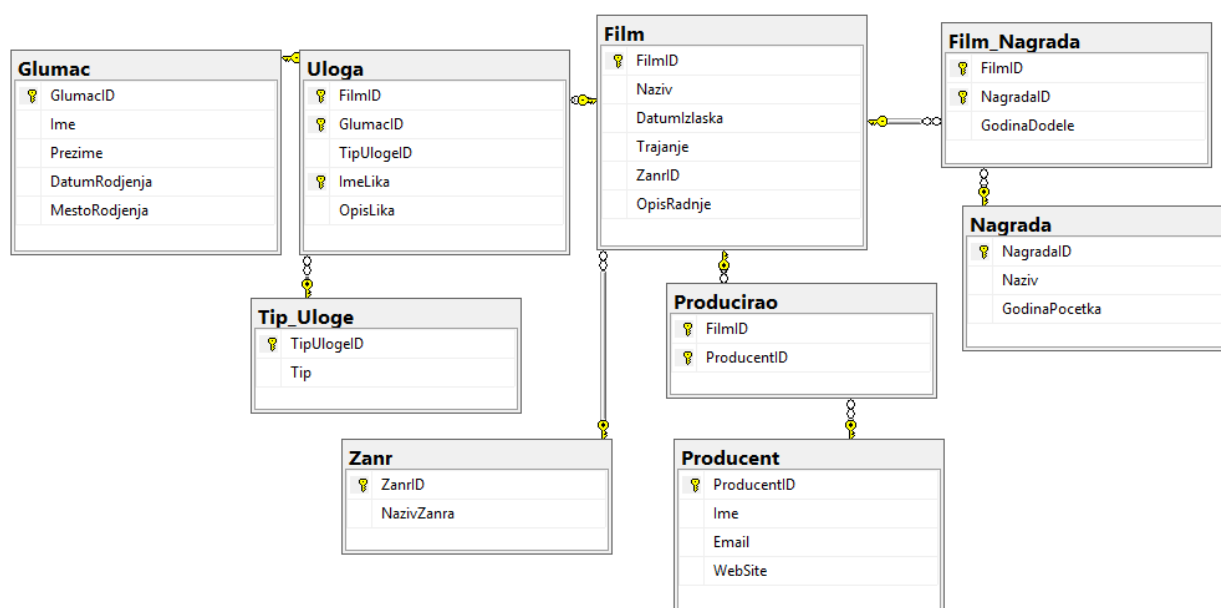 Glumac
GlumacID
Ime
Prezime
DatumRodjenja
MestoRodjenja
Uloga
FilmID
GlumacID
TipUlogeID
ImeLika
OpisLika
Film
FilmID
Naziv
DatumIzlaska
Trajanje
ZanrID
OpisRadnje
Film_Nagrada
FilmID
NagradaID
GodinaDodele
Nagrada
NagradaID
Naziv
GodinaPocetka
Tip_Uloge
TipUlogeID
Tip
Producirao
FilmID
ProducentID
Zanr
ZanrID
NazivZanra
Producent
ProducentID
Ime
Email
WebSite